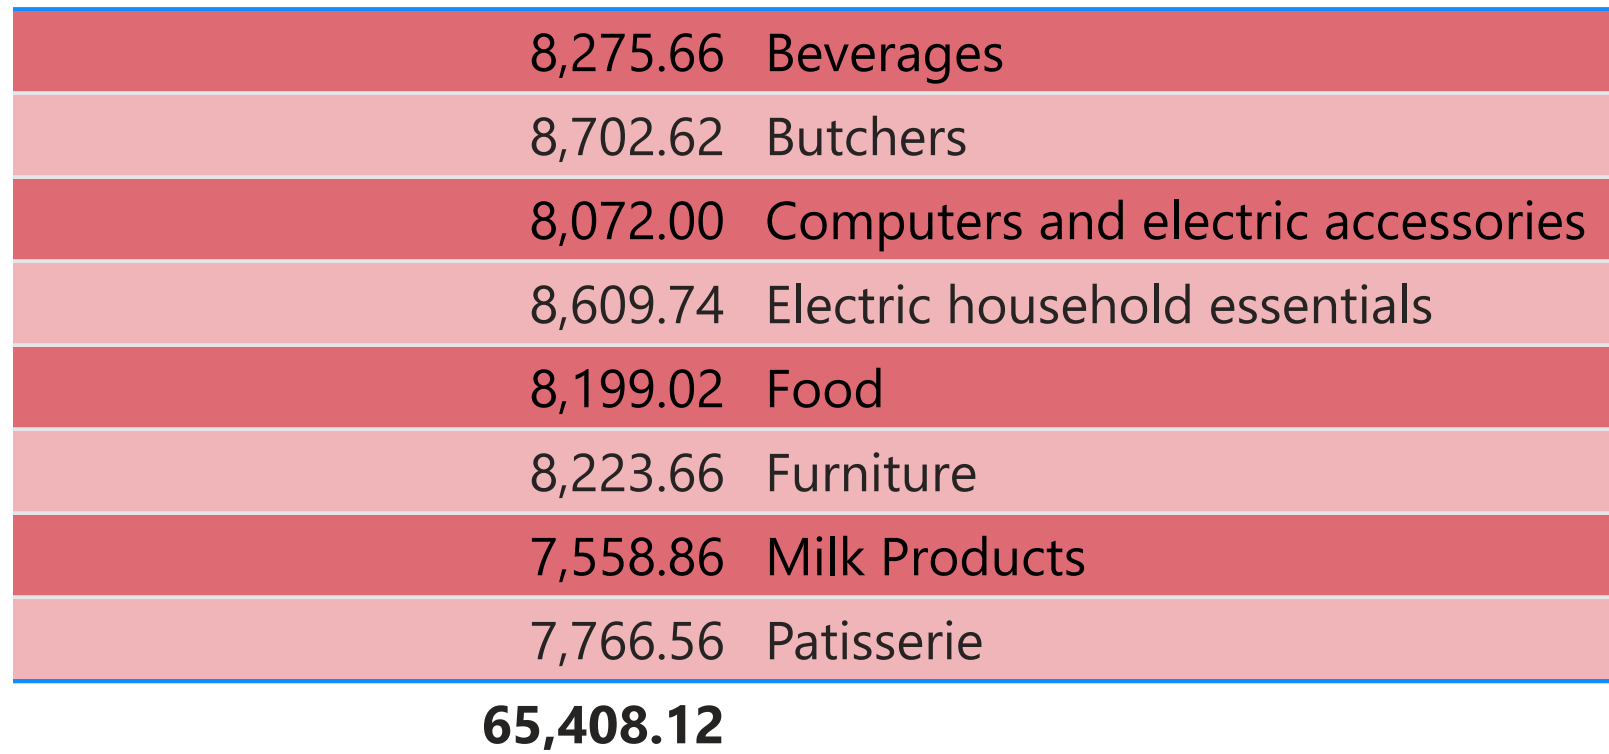 8,275.66 Beverages
8,702.62 Butchers
8,072.00 Computers and electric accessories
8,609.74 Electric household essentials
8,199.02 Food
8,223.66 Furniture
7,558.86 Milk Products
7,766.56 Patisserie
65,408.12